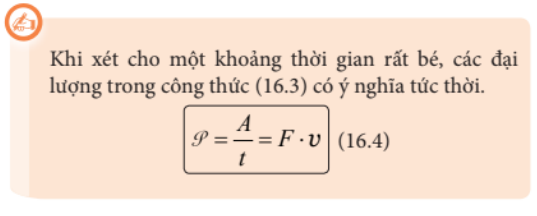 Khi xét cho một khoảng thời gian rất bé, các đại
lượng trong công thức (16.3) có ý nghĩa tức thời.
𝒫 = A/t = F · v (16.4)